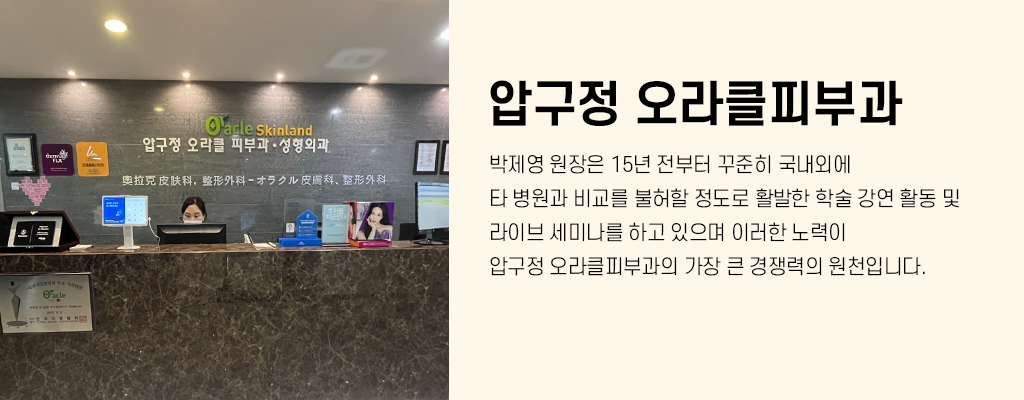 Oracle Skinland
압구정 오라클 피부과·성형외과
奧拉克 皮肤科, 整形外科-オラクル 皮膚科、整形外科
thermage
FLX
Oracle
압구정 오라클피부과
박제영 원장은 15년 전부터 꾸준히 국내외에
타 병원과 비교를 불허할 정도로 활발한 학술 강연 활동 및
라이브 세미나를 하고 있으며 이러한 노력이
압구정 오라클피부과의 가장 큰 경쟁력의 원천입니다.